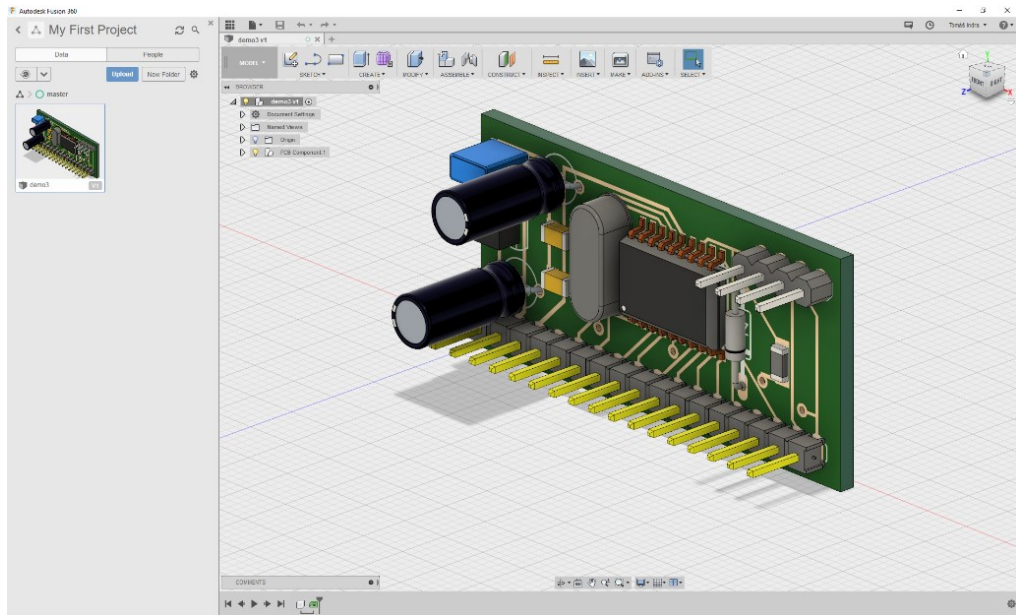 Autodesk Fusion 360
My First Project
Data People
Upload New Folder
master
demo3
V1
demo3 v1
MODEL
SKETCH CREATE MODIFY ASSEMBLE CONSTRUCT INSPECT INSERT MAKE ADD-INS SELECT
BROWSER
demo3 v1
Document Settings
Named Views
Origin
PCB Component:1
Z X
COMMENTS